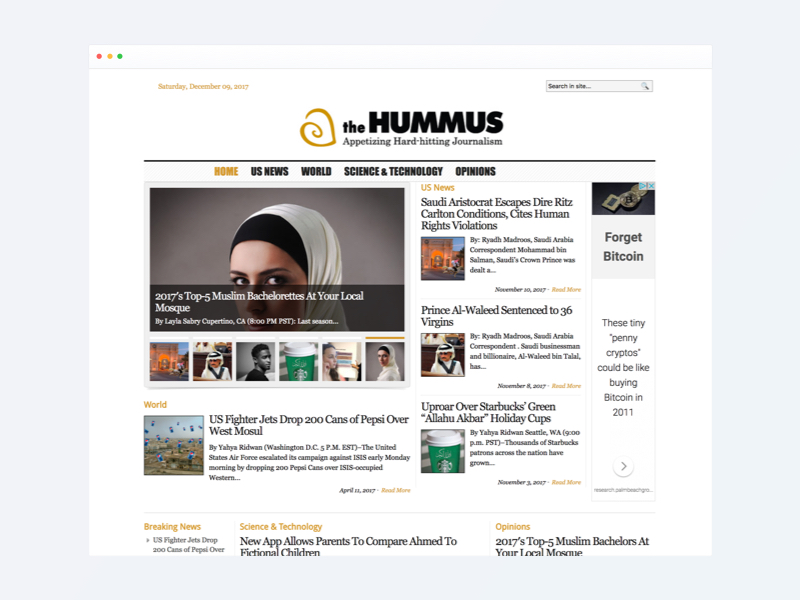 Saturday, December 09, 2017
Search in site...
the HUMMUS
Appetizing Hard-hitting Journalism
HOME US NEWS WORLD SCIENCE & TECHNOLOGY OPINIONS
2017's Top-5 Muslim Bachelorettes At Your Local
Mosque
By Layla Sabry Cupertino, CA (8:00 PM PST): Last season...
World
US Fighter Jets Drop 200 Cans of Pepsi Over
West Mosul
By Yahya Ridwan (Washington D.C. 5 P.M. EST)–The United
States Air Force escalated its campaign against ISIS early Monday
morning by dropping 200 Pepsi Cans over ISIS-occupied
Western...
April 11, 2017 - Read More
US News
Saudi Aristocrat Escapes Dire Ritz
Carlton Conditions, Cites Human
Rights Violations
By: Ryadh Madroos, Saudi Arabia
Correspondent Mohammad bin
Salman, Saudi's Crown Prince was
dealt a...
November 10, 2017 - Read More
Prince Al-Waleed Sentenced to 36
Virgins
By: Ryadh Madroos, Saudi Arabia
Correspondent . Saudi businessman
and billionaire, Al-Waleed bin Talal,
has...
November 8, 2017 - Read More
Uproar Over Starbucks' Green
"Allahu Akbar" Holiday Cups
By Yahya Ridwan Seattle, WA (9:00
p.m. PST)–Thousands of Starbucks
patrons across the nation have
grown...
November 3, 2017 - Read More
Forget
Bitcoin
These tiny
"penny
cryptos"
could be like
buying
Bitcoin in
2011
research.palmbeachgro...
Breaking News
US Fighter Jets Drop
200 Cans of Pepsi Over
Science & Technology
New App Allows Parents To Compare Ahmed To
Fictional Children
Opinions
2017's Top-5 Muslim Bachelors At
Your Local Mosque